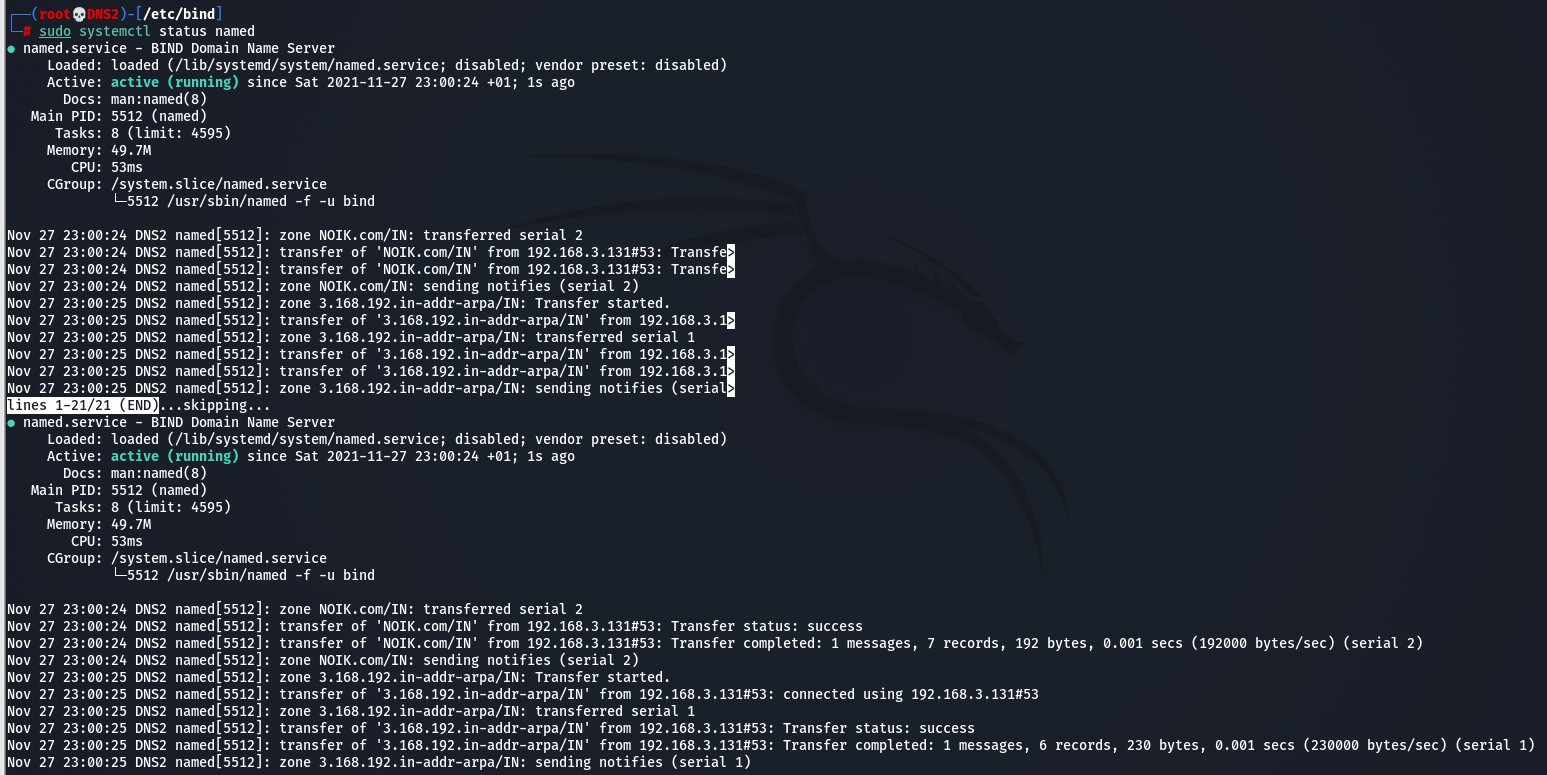 ┌──(root💀DNS2)-[/etc/bind]
└─# sudo systemctl status named
● named.service - BIND Domain Name Server
     Loaded: loaded (/lib/systemd/system/named.service; disabled; vendor preset: disabled)
     Active: active (running) since Sat 2021-11-27 23:00:24 +01; 1s ago
       Docs: man:named(8)
   Main PID: 5512 (named)
      Tasks: 8 (limit: 4595)
     Memory: 49.7M
        CPU: 53ms
     CGroup: /system.slice/named.service
             └─5512 /usr/sbin/named -f -u bind

Nov 27 23:00:24 DNS2 named[5512]: zone NOIK.com/IN: transferred serial 2
Nov 27 23:00:24 DNS2 named[5512]: transfer of 'NOIK.com/IN' from 192.168.3.131#53: Transfe>
Nov 27 23:00:24 DNS2 named[5512]: transfer of 'NOIK.com/IN' from 192.168.3.131#53: Transfe>
Nov 27 23:00:24 DNS2 named[5512]: zone NOIK.com/IN: sending notifies (serial 2)
Nov 27 23:00:25 DNS2 named[5512]: zone 3.168.192.in-addr-arpa/IN: Transfer started.
Nov 27 23:00:25 DNS2 named[5512]: transfer of '3.168.192.in-addr-arpa/IN' from 192.168.3.1>
Nov 27 23:00:25 DNS2 named[5512]: zone 3.168.192.in-addr-arpa/IN: transferred serial 1
Nov 27 23:00:25 DNS2 named[5512]: transfer of '3.168.192.in-addr-arpa/IN' from 192.168.3.1>
Nov 27 23:00:25 DNS2 named[5512]: transfer of '3.168.192.in-addr-arpa/IN' from 192.168.3.1>
Nov 27 23:00:25 DNS2 named[5512]: zone 3.168.192.in-addr-arpa/IN: sending notifies (serial>
lines 1-21/21 (END)...skipping...
● named.service - BIND Domain Name Server
     Loaded: loaded (/lib/systemd/system/named.service; disabled; vendor preset: disabled)
     Active: active (running) since Sat 2021-11-27 23:00:24 +01; 1s ago
       Docs: man:named(8)
   Main PID: 5512 (named)
      Tasks: 8 (limit: 4595)
     Memory: 49.7M
        CPU: 53ms
     CGroup: /system.slice/named.service
             └─5512 /usr/sbin/named -f -u bind

Nov 27 23:00:24 DNS2 named[5512]: zone NOIK.com/IN: transferred serial 2
Nov 27 23:00:24 DNS2 named[5512]: transfer of 'NOIK.com/IN' from 192.168.3.131#53: Transfer status: success
Nov 27 23:00:24 DNS2 named[5512]: transfer of 'NOIK.com/IN' from 192.168.3.131#53: Transfer completed: 1 messages, 7 records, 192 bytes, 0.001 secs (192000 bytes/sec) (serial 2)
Nov 27 23:00:24 DNS2 named[5512]: zone NOIK.com/IN: sending notifies (serial 2)
Nov 27 23:00:25 DNS2 named[5512]: zone 3.168.192.in-addr-arpa/IN: Transfer started.
Nov 27 23:00:25 DNS2 named[5512]: transfer of '3.168.192.in-addr-arpa/IN' from 192.168.3.131#53: connected using 192.168.3.131#53
Nov 27 23:00:25 DNS2 named[5512]: zone 3.168.192.in-addr-arpa/IN: transferred serial 1
Nov 27 23:00:25 DNS2 named[5512]: transfer of '3.168.192.in-addr-arpa/IN' from 192.168.3.131#53: Transfer status: success
Nov 27 23:00:25 DNS2 named[5512]: transfer of '3.168.192.in-addr-arpa/IN' from 192.168.3.131#53: Transfer completed: 1 messages, 6 records, 230 bytes, 0.001 secs (230000 bytes/sec) (serial 1)
Nov 27 23:00:25 DNS2 named[5512]: zone 3.168.192.in-addr-arpa/IN: sending notifies (serial 1)